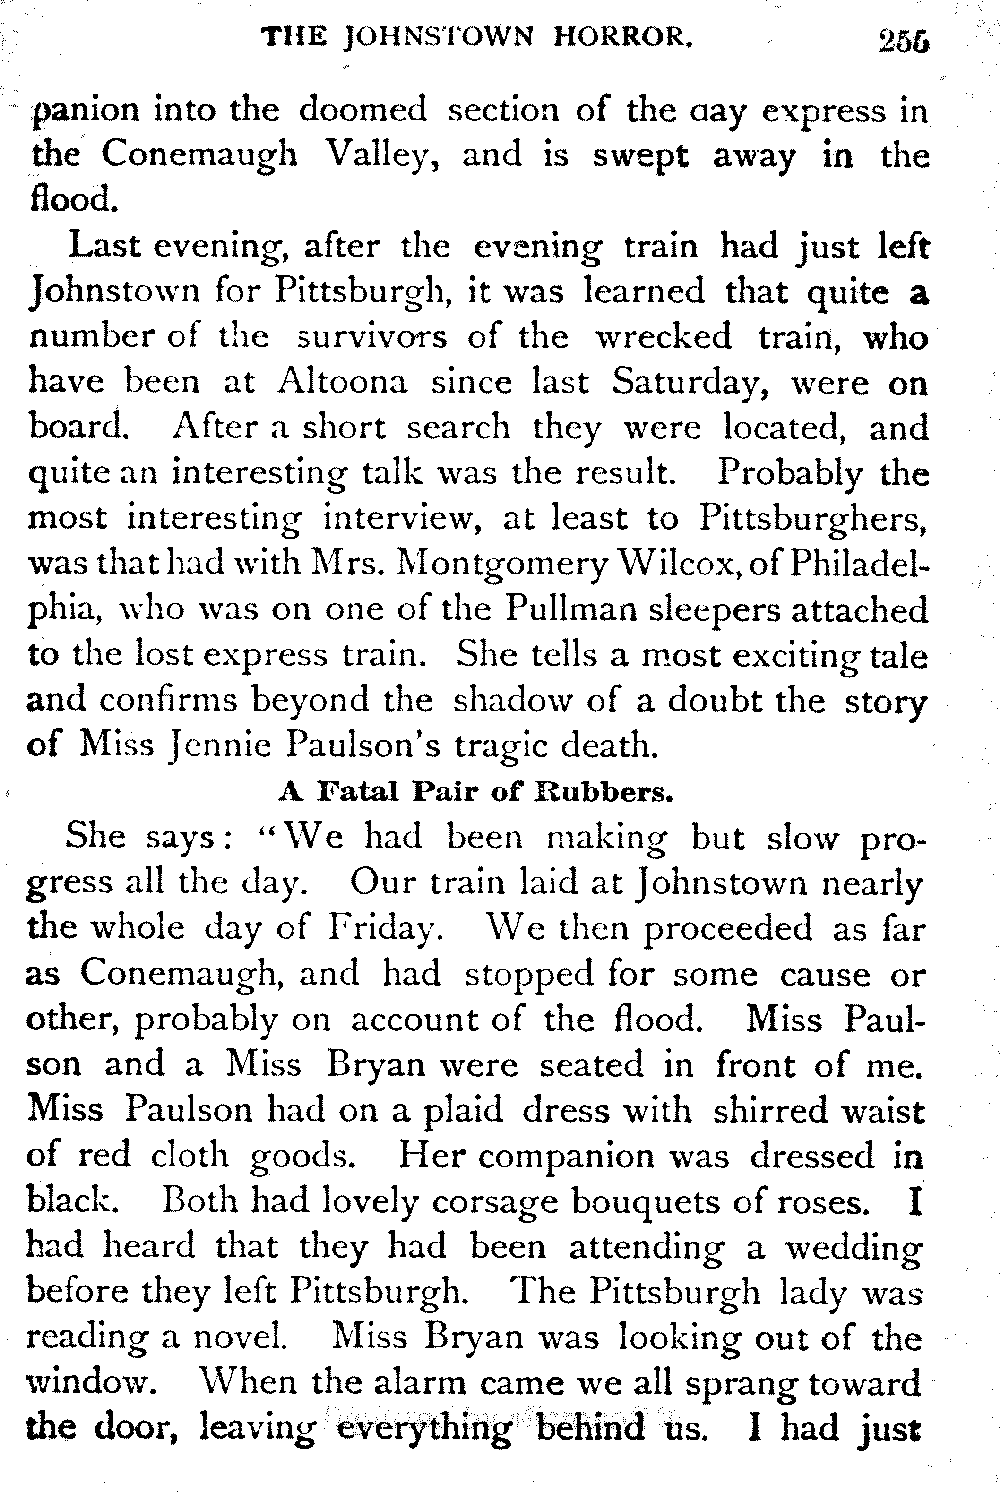 THE JOHNSTOWN HORROR. 255
panion into the doomed section of the day express in
the Conemaugh Valley, and is swept away in the
flood.
Last evening, after the evening train had just left
Johnstown for Pittsburgh, it was learned that quite a
number of the survivors of the wrecked train, who
have been at Altoona since last Saturday, were on
board. After a short search they were located, and
quite an interesting talk was the result. Probably the
most interesting interview, at least to Pittsburghers,
was that had with Mrs. Montgomery Wilcox, of Philadel-
phia, who was on one of the Pullman sleepers attached
to the lost express train. She tells a most exciting tale
and confirms beyond the shadow of a doubt the story
of Miss Jennie Paulson's tragic death.
A Fatal Pair of Rubbers.
She says: "We had been making but slow pro-
gress all the day. Our train laid at Johnstown nearly
the whole day of Friday. We then proceeded as far
as Conemaugh, and had stopped for some cause or
other, probably on account of the flood. Miss Paul-
son and a Miss Bryan were seated in front of me.
Miss Paulson had on a plaid dress with shirred waist
of red cloth goods. Her companion was dressed in
black. Both had lovely corsage bouquets of roses. I
had heard that they had been attending a wedding
before they left Pittsburgh. The Pittsburgh lady was
reading a novel. Miss Bryan was looking out of the
window. When the alarm came we all sprang toward
the door, leaving everything behind us. I had just